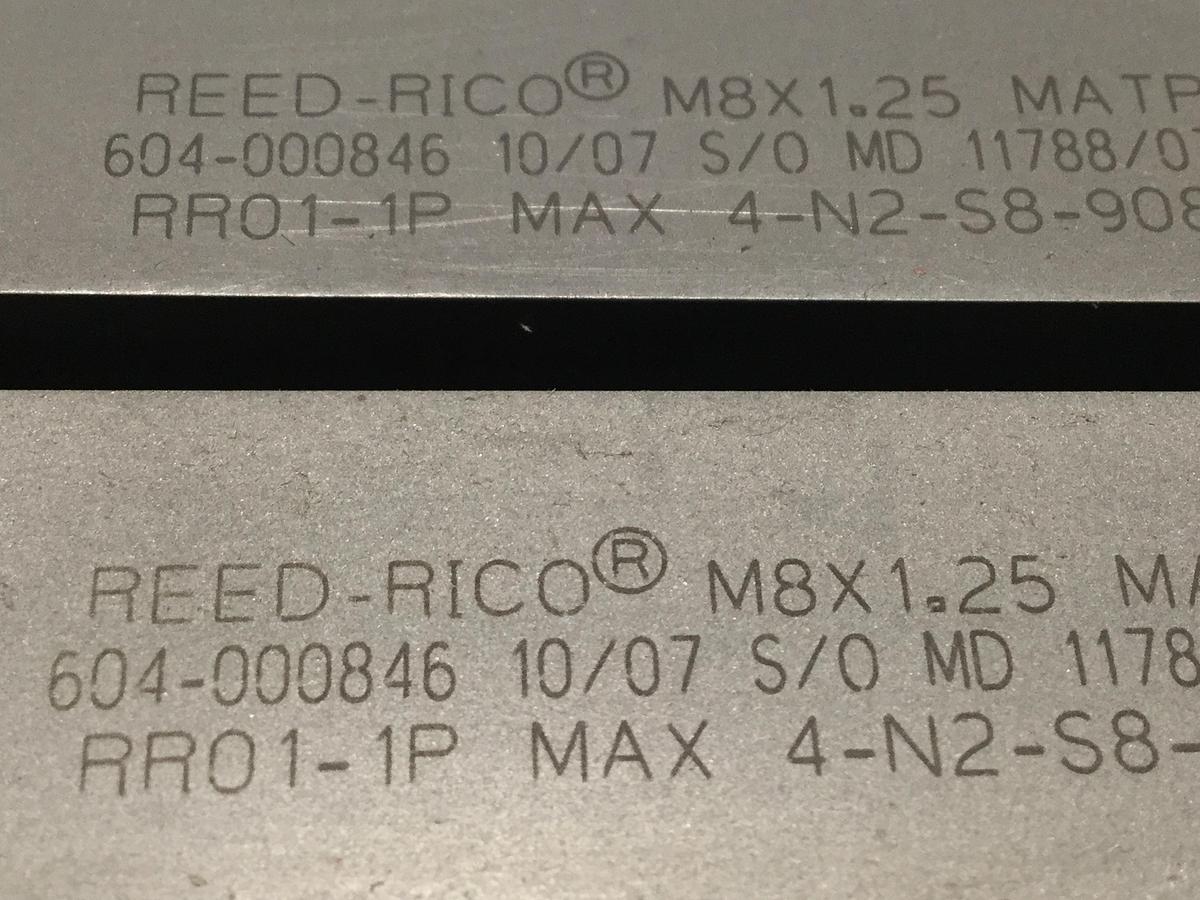 REED-RICO® M8X1.25 MATP
604-000846 10/07 S/O MD 11788/07
RR01-1P MAX 4-N2-S8-908
REED-RICO® M8X1.25 MA
604-000846 10/07 S/O MD 1178
RR01-1P MAX 4-N2-S8-